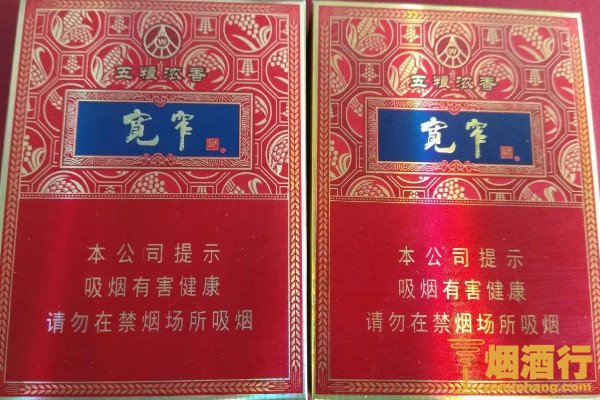 五粮浓香
宽窄
本公司提示
吸烟有害健康
请勿在禁烟场所吸烟
五粮浓香
宽窄
本公司提示
吸烟有害健康
请勿在禁烟场所吸烟
烟酒行